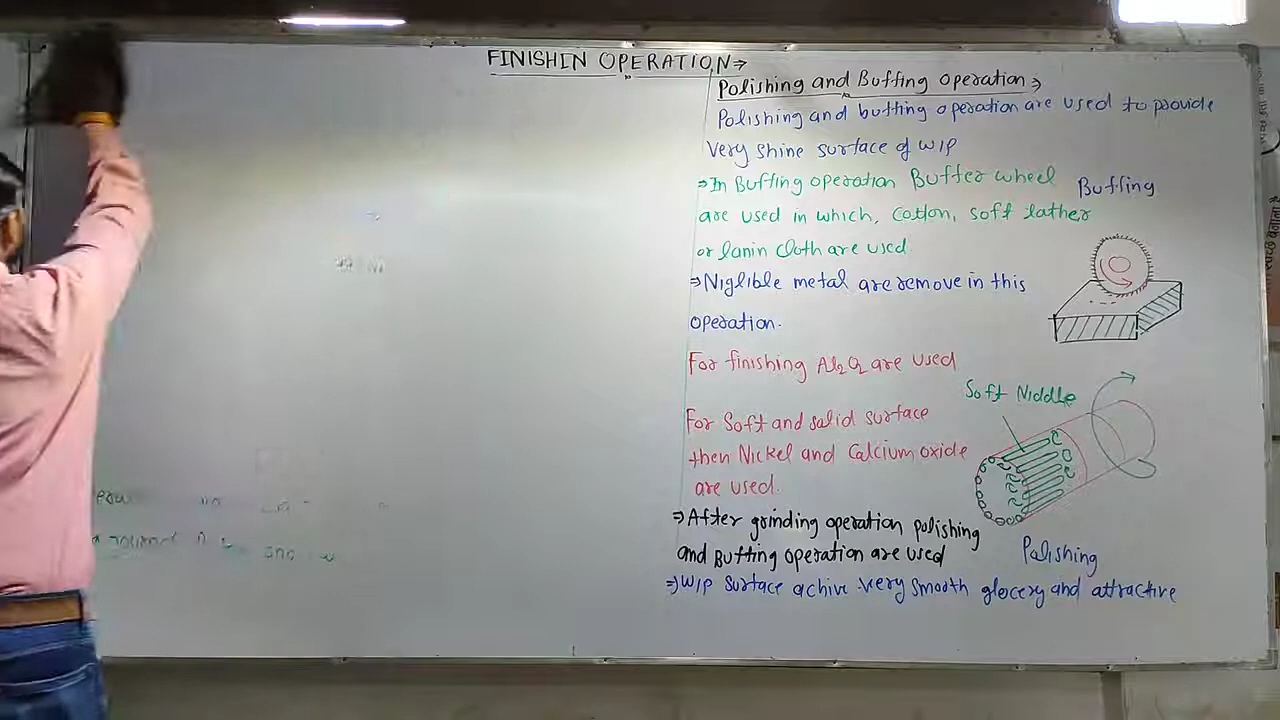 FINISHIN OPERATION⇒
Polishing and Buffing operation⇒
Polishing and buffing operation are used to provide
very shine surface of W/P
⇒In Buffing operation Buffer wheel
are used in which, Cotton, soft lather
or lanin cloth are used
⇒Niglible metal are remove in this
operation.
Buffing
For finishing Al₂O₂ are used
For Soft and salid surface
then Nickel and Calcium oxide
are used.
Soft Niddle
⇒After grinding operation polishing
and Buffing operation are used
Palishing
⇒W/P surface achive very smooth glocery and attractive